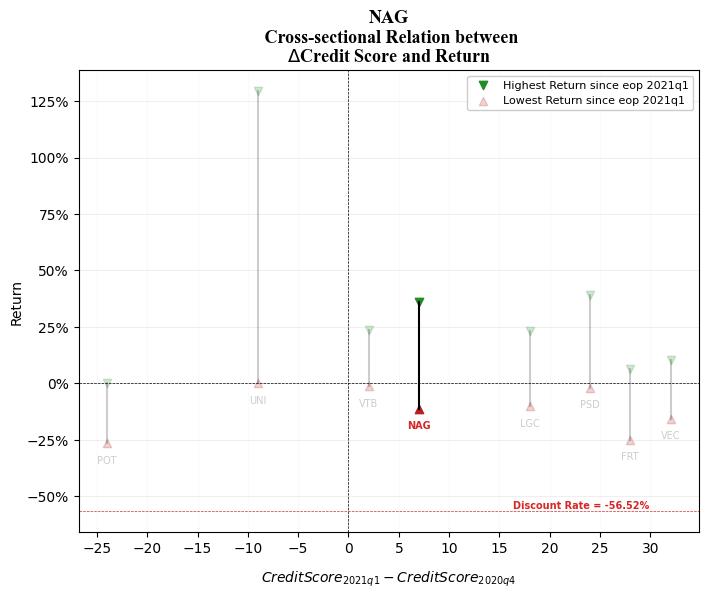 NAG
Cross-sectional Relation between
ΔCredit Score and Return
Highest Return since eop 2021q1
Lowest Return since eop 2021q1
125%
100%
75%
50%
25%
0%
−25%
−50%
Return
POT
UNI
VTB
NAG
LGC
PSD
FRT
VEC
Discount Rate = -56.52%
−25 −20 −15 −10 −5 0 5 10 15 20 25 30
CreditScore2021q1 − CreditScore2020q4